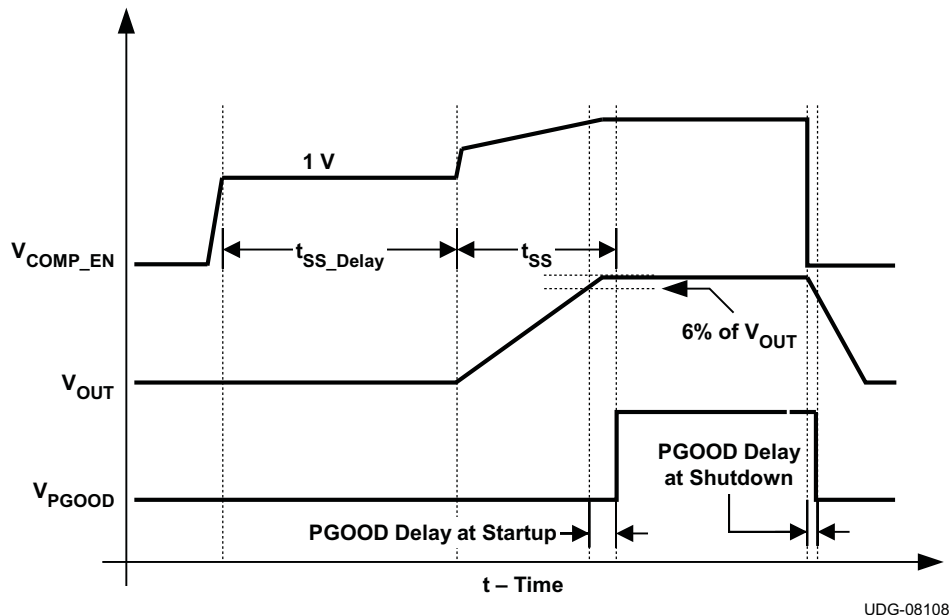 1 V
V_COMP_EN
t_SS_Delay
t_SS
6% of V_OUT
V_OUT
PGOOD Delay
at Shutdown
V_PGOOD
PGOOD Delay at Startup
t – Time
UDG-08108